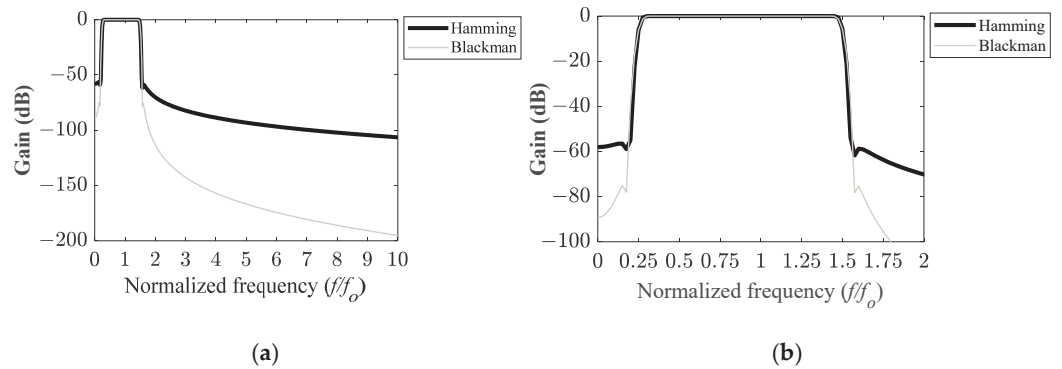 0
−50
−100
−150
−200
Gain (dB)
0 1 2 3 4 5 6 7 8 9 10
Normalized frequency (f/fo)
Hamming
Blackman
(a)
0
−20
−40
−60
−80
−100
Gain (dB)
0 0.25 0.5 0.75 1 1.25 1.5 1.75 2
Normalized frequency (f/fo)
Hamming
Blackman
(b)